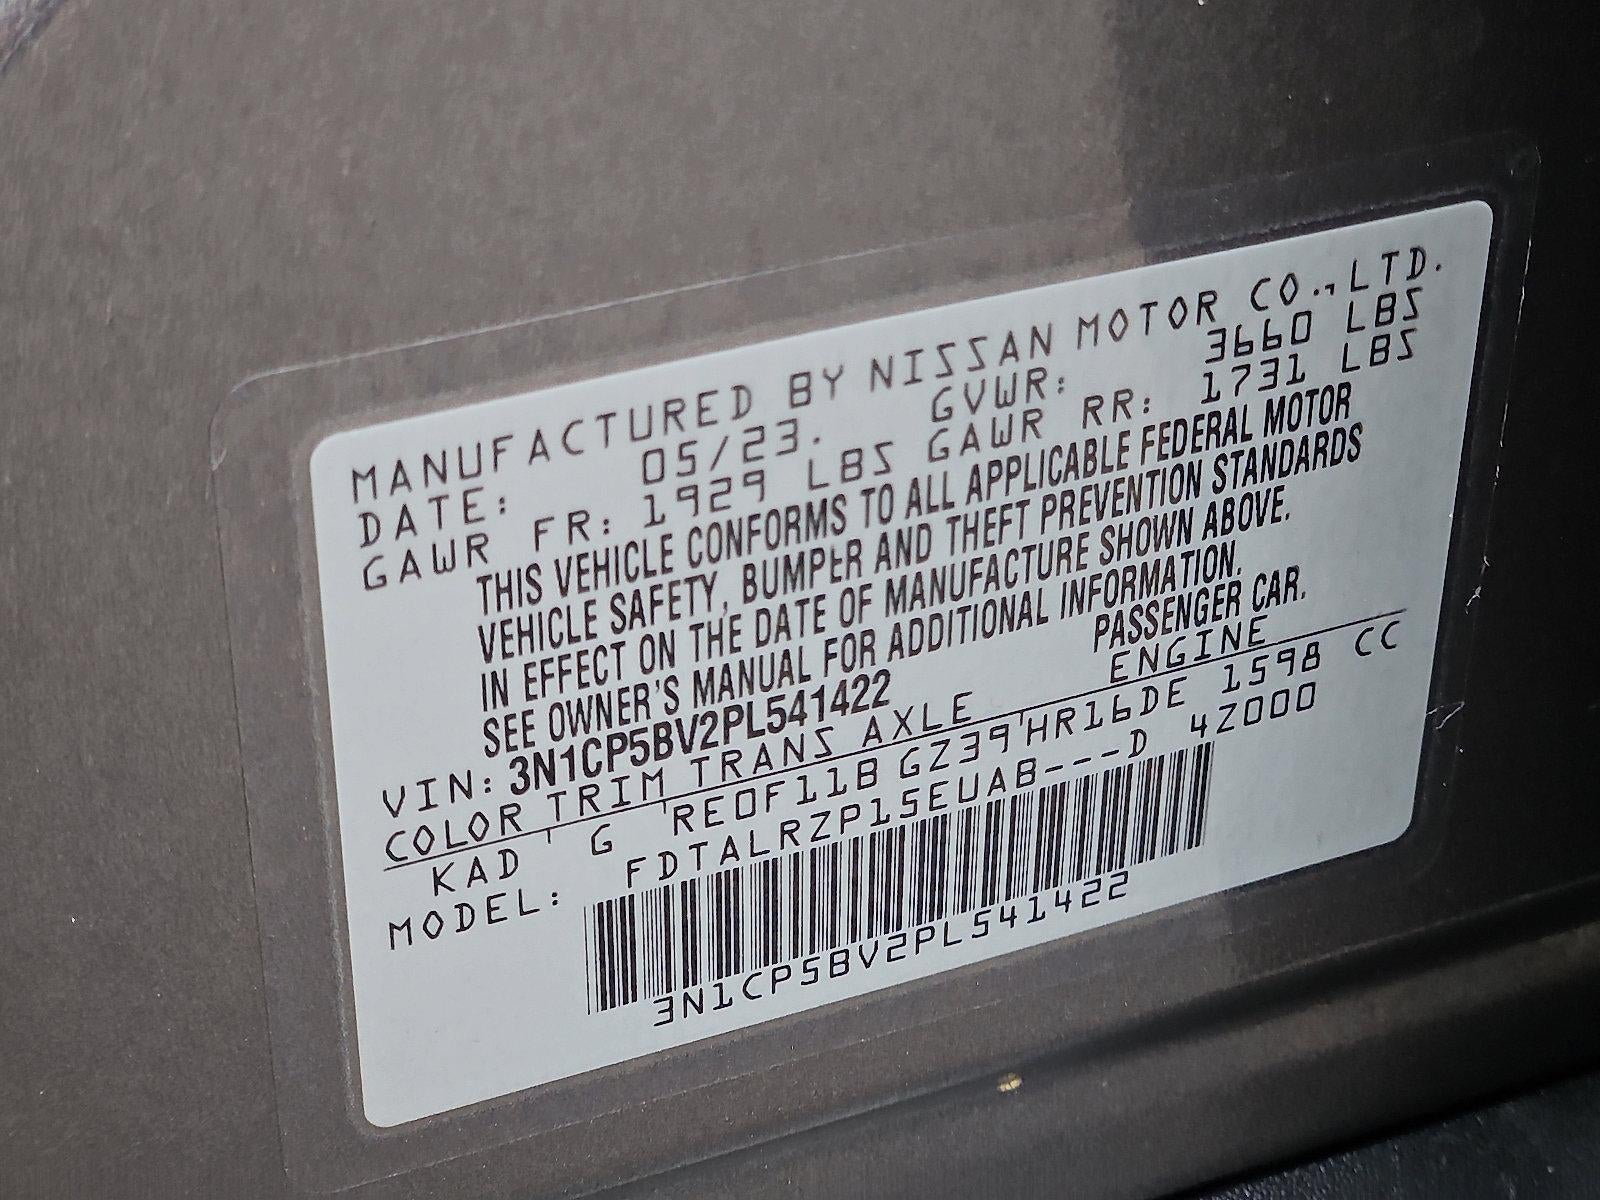 MANUFACTURED BY NISSAN MOTOR CO.,LTD.
DATE: 05/23. GVWR: 3660 LBS
GAWR FR: 1929 LBS GAWR RR: 1731 LBS
THIS VEHICLE CONFORMS TO ALL APPLICABLE FEDERAL MOTOR
VEHICLE SAFETY, BUMPER AND THEFT PREVENTION STANDARDS
IN EFFECT ON THE DATE OF MANUFACTURE SHOWN ABOVE.
SEE OWNER'S MANUAL FOR ADDITIONAL INFORMATION.
VIN: 3N1CP5BV2PL541422 PASSENGER CAR.
COLOR TRIM TRANS AXLE ENGINE
KAD G RE0F11B GZ39 HR16DE 1598 CC
MODEL: FDTALRZP15EUAB---D 4Z000
3N1CP5BV2PL541422